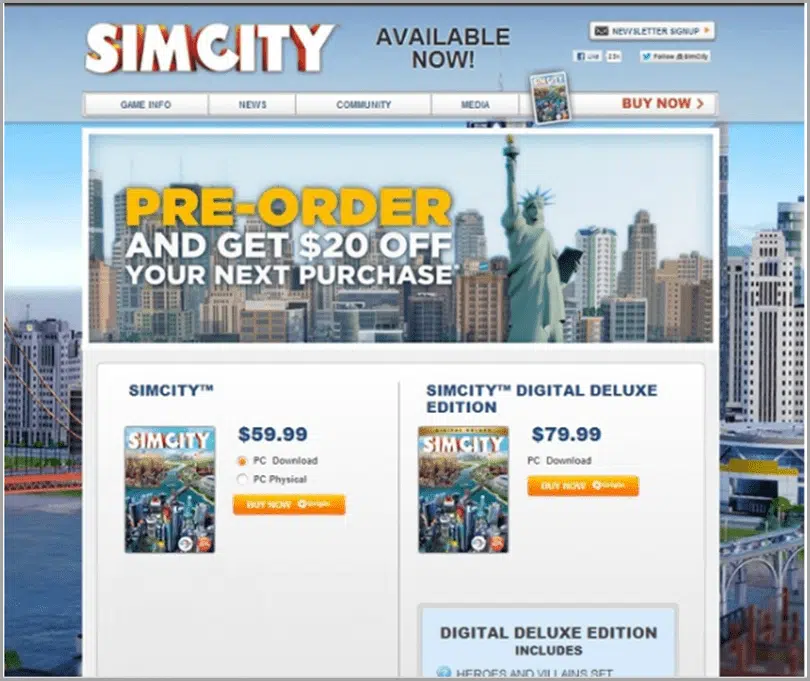 SIMCITY
AVAILABLE
NOW!
NEWSLETTER SIGNUP
Like
Follow @SimCity
GAME INFO
NEWS
COMMUNITY
MEDIA
BUY NOW
PRE-ORDER
AND GET $20 OFF
YOUR NEXT PURCHASE*
SIMCITY™
$59.99
SIMCITY
PC Download
PC Physical
BUY NOW Origin
SIMCITY™ DIGITAL DELUXE
EDITION
$79.99
SIMCITY
PC Download
BUY NOW Origin
DIGITAL DELUXE EDITION
INCLUDES
HEROES AND VILLAINS SET